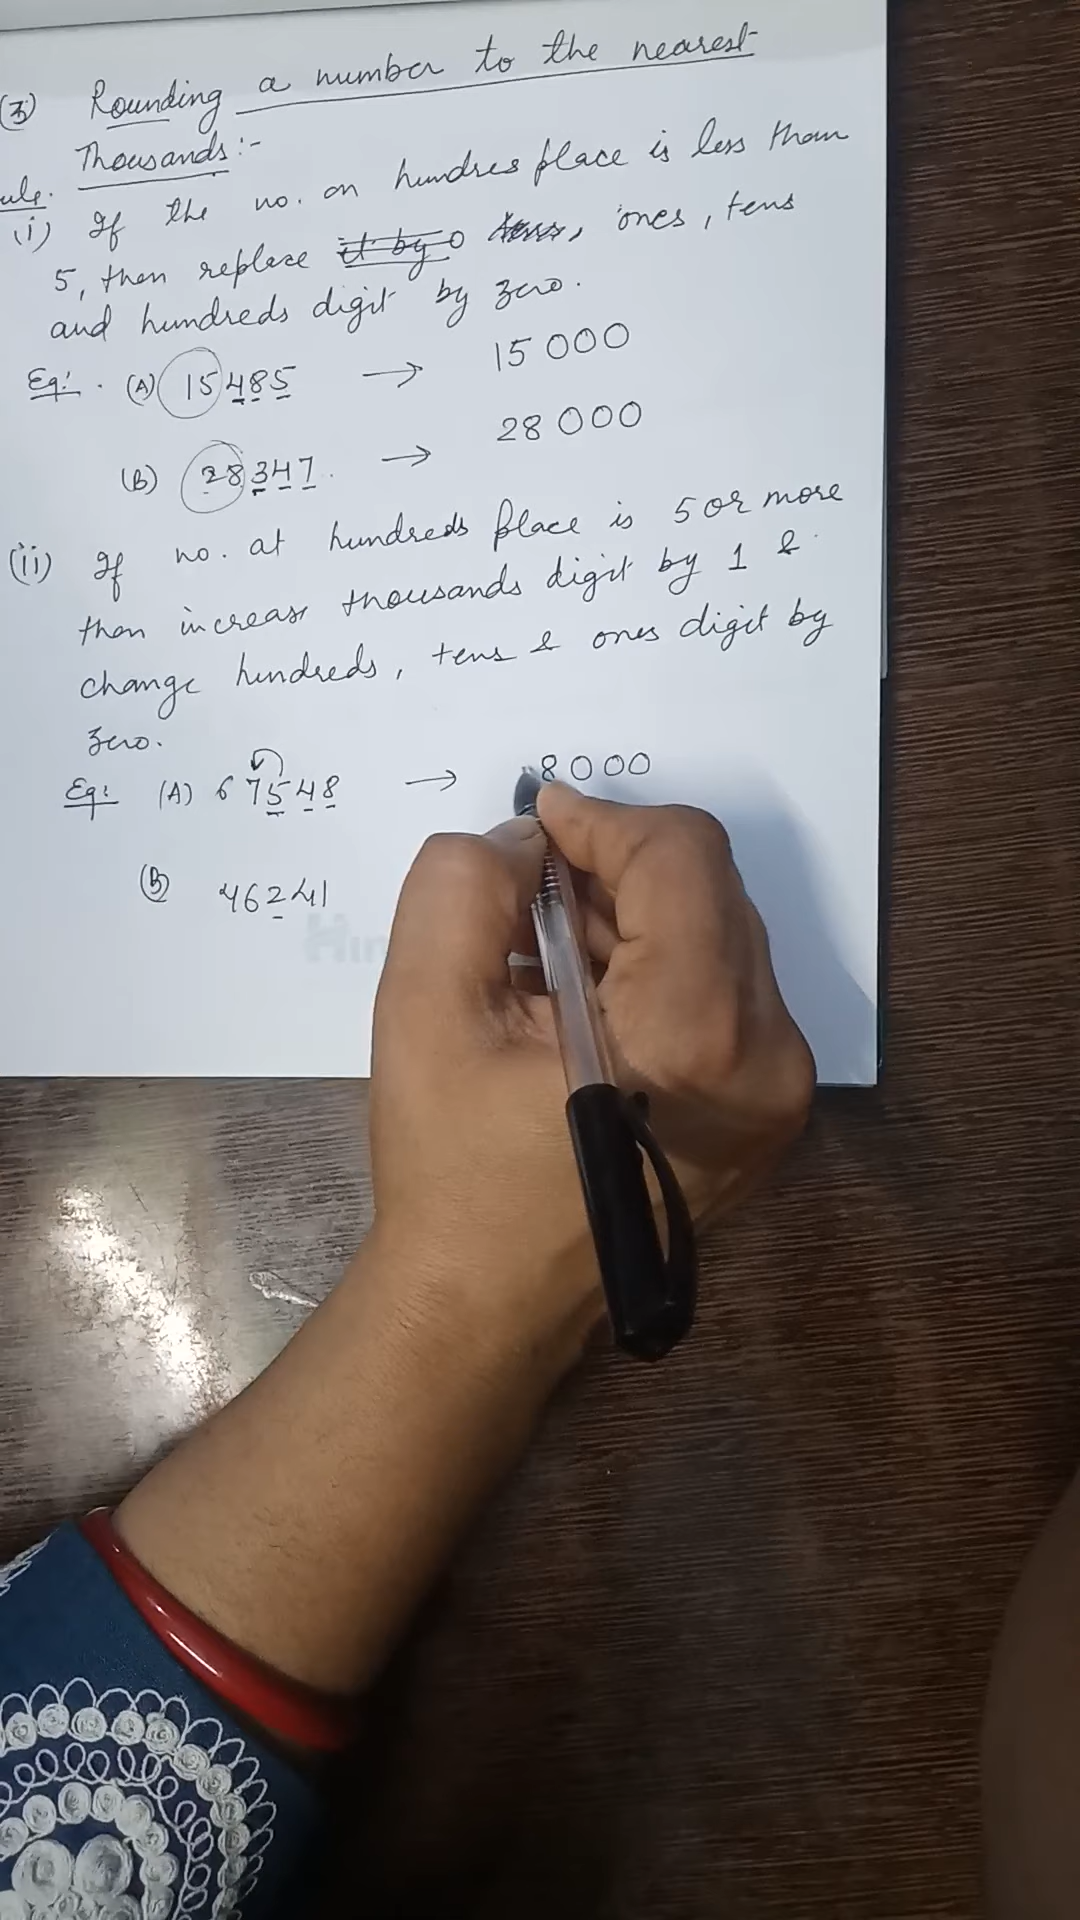 (3) Rounding a number to the nearest
Thousands:-
(i) If the no. on hundres place is less than
5, then replace it by 0 , ones, tens
and hundreds digit by zero.
Eg: . (A) 15485 → 15000
(B) 28347. → 28000
(ii) If no. at hundreds place is 5 or more
then increase thousands digit by 1 &
change hundreds, tens & ones digit by
zero.
Eg: (A) 67548 → 8000
(B) 46241